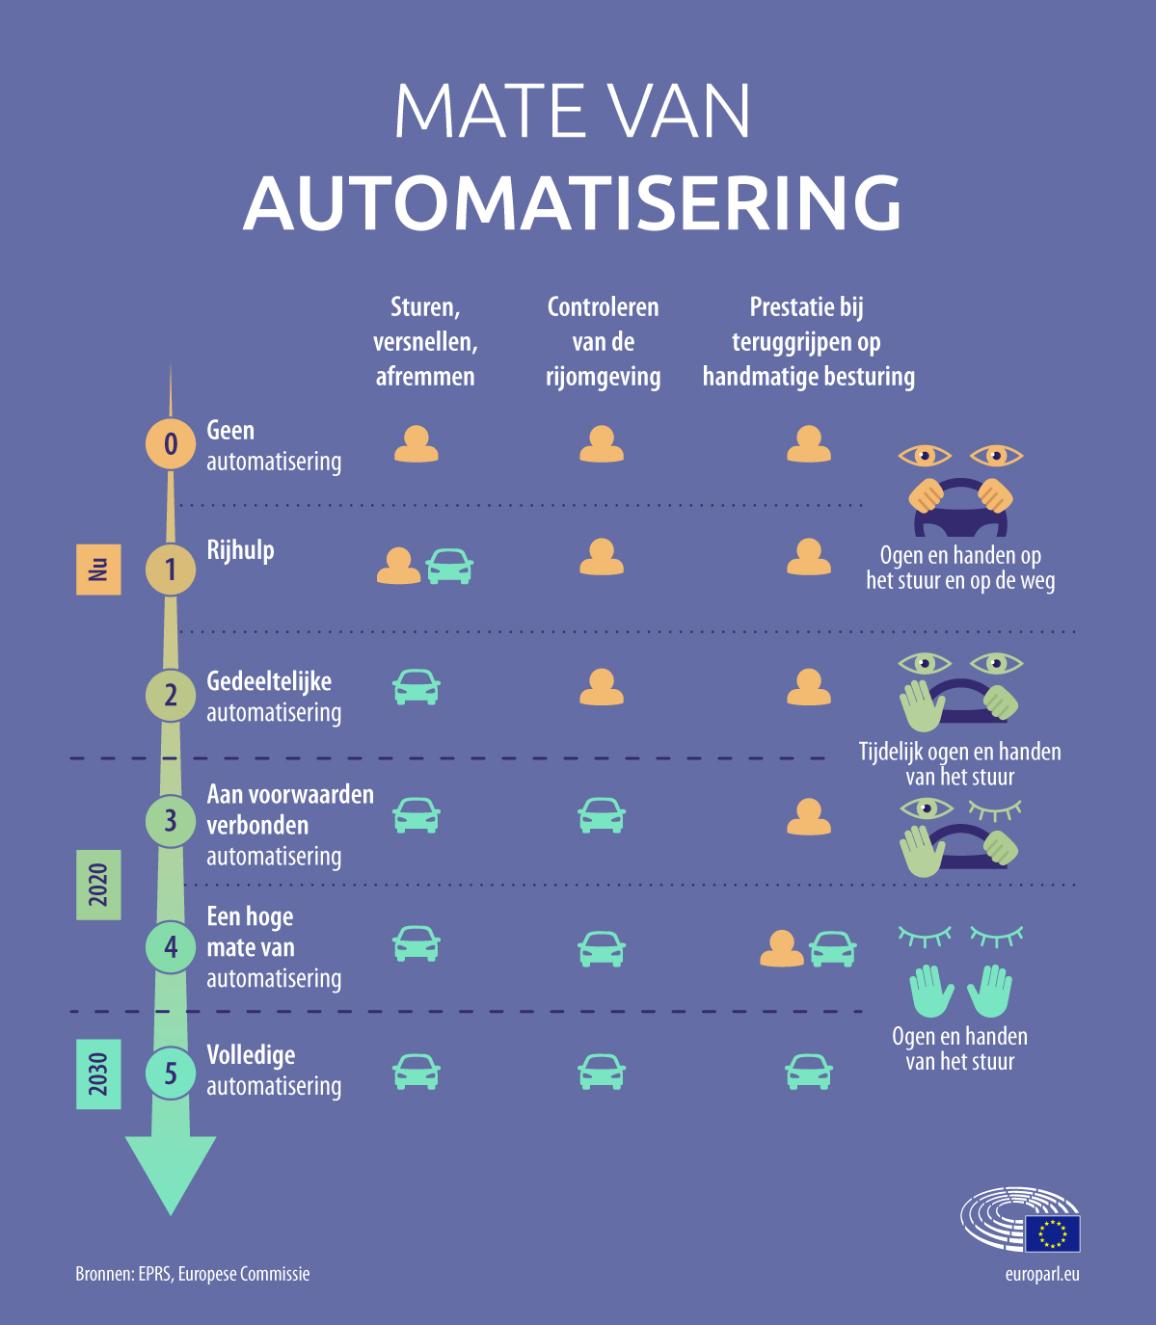 MATE VAN
AUTOMATISERING
Sturen,
versnellen,
afremmen
Controleren
van de
rijomgeving
Prestatie bij
teruggrijpen op
handmatige besturing
0
Geen
automatisering
Ogen en handen op
het stuur en op de weg
Nu
1
Rijhulp
2
Gedeeltelijke
automatisering
Tijdelijk ogen en handen
van het stuur
3
Aan voorwaarden
verbonden
automatisering
2020
4
Een hoge
mate van
automatisering
Ogen en handen
van het stuur
2030
5
Volledige
automatisering
Bronnen: EPRS, Europese Commissie
europarl.eu